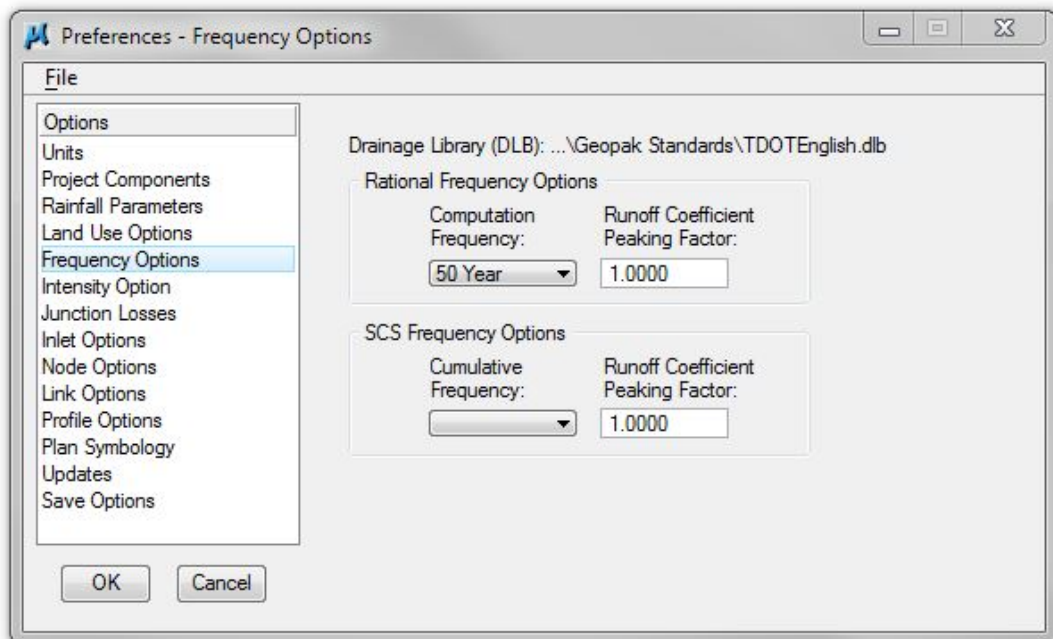 Preferences - Frequency Options
File
Options
Units
Project Components
Rainfall Parameters
Land Use Options
Frequency Options
Intensity Option
Junction Losses
Inlet Options
Node Options
Link Options
Profile Options
Plan Symbology
Updates
Save Options
OK Cancel
Drainage Library (DLB): ...\Geopak Standards\TDOTEnglish.dlb
Rational Frequency Options
Computation Runoff Coefficient
Frequency: Peaking Factor:
50 Year 1.0000
SCS Frequency Options
Cumulative Runoff Coefficient
Frequency: Peaking Factor:
1.0000